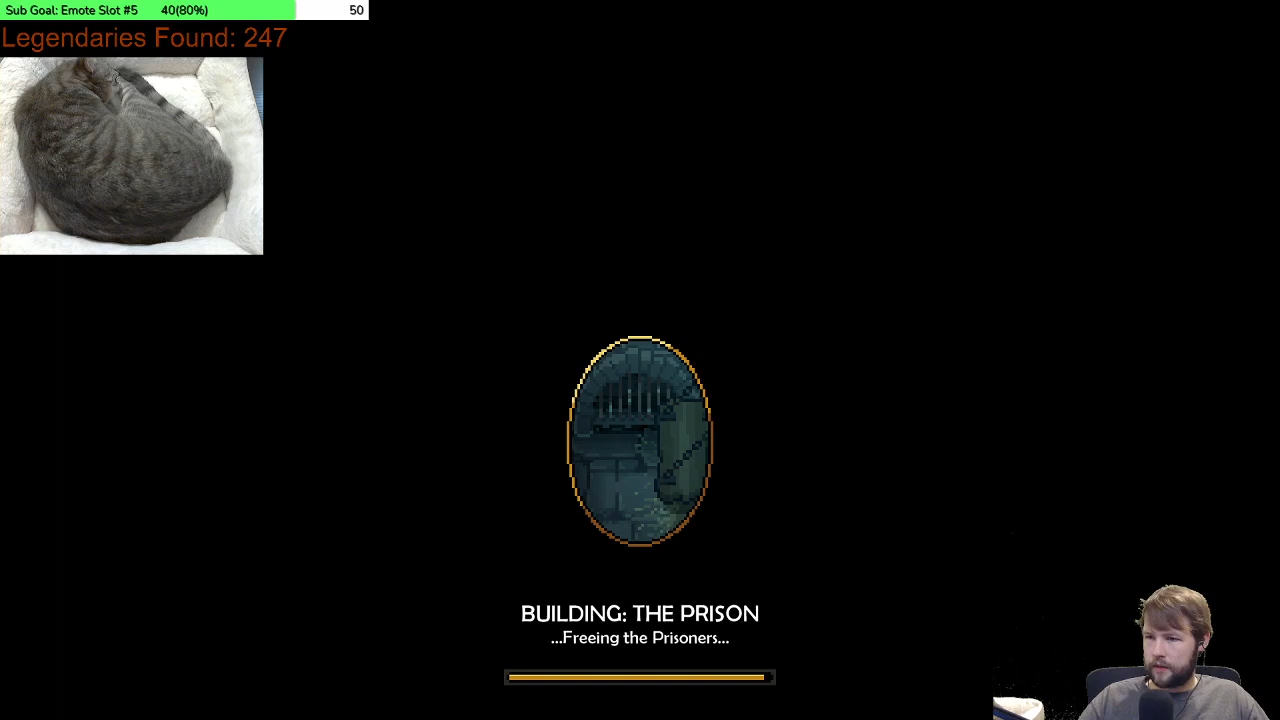 Sub Goal: Emote Slot #5 40(80%) 50
Legendaries Found: 247
BUILDING: THE PRISON
...Freeing the Prisoners...